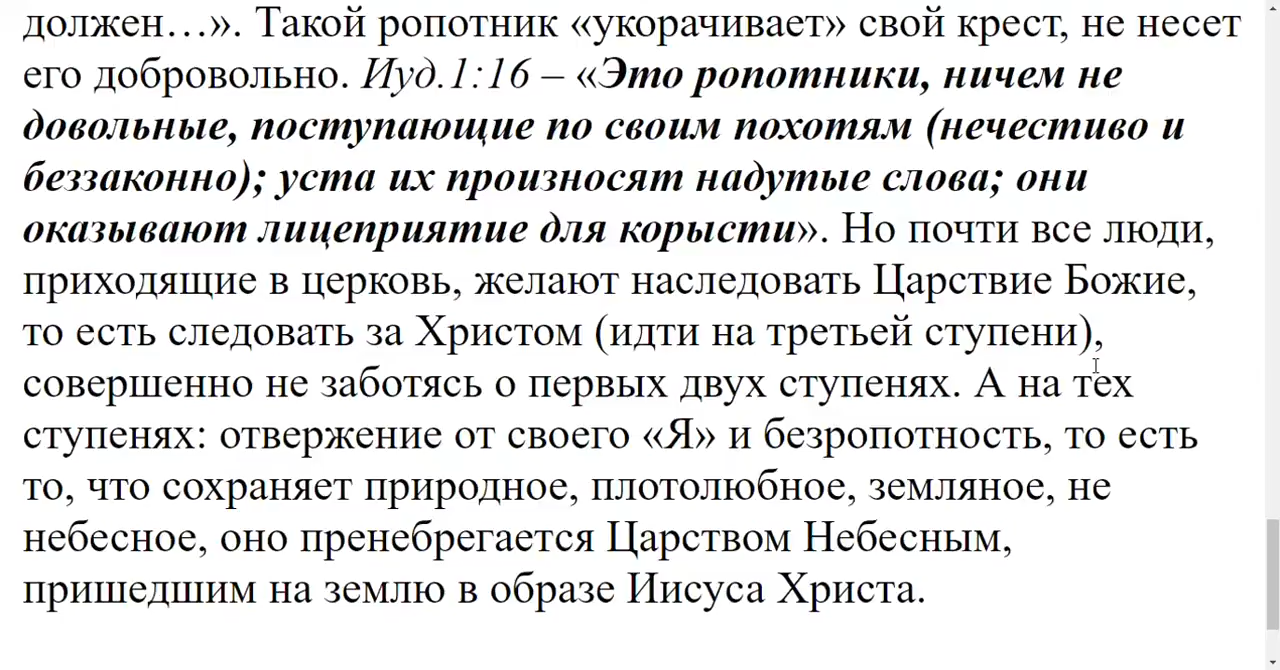 должен…». Такой ропотник «укорачивает» свой крест, не несет
его добровольно. Иуд.1:16 – «Это ропотники, ничем не
довольные, поступающие по своим похотям (нечестиво и
беззаконно); уста их произносят надутые слова; они
оказывают лицеприятие для корысти». Но почти все люди,
приходящие в церковь, желают наследовать Царствие Божие,
то есть следовать за Христом (идти на третьей ступени),
совершенно не заботясь о первых двух ступенях. А на тех
ступенях: отвержение от своего «Я» и безропотность, то есть
то, что сохраняет природное, плотолюбное, земляное, не
небесное, оно пренебрегается Царством Небесным,
пришедшим на землю в образе Иисуса Христа.